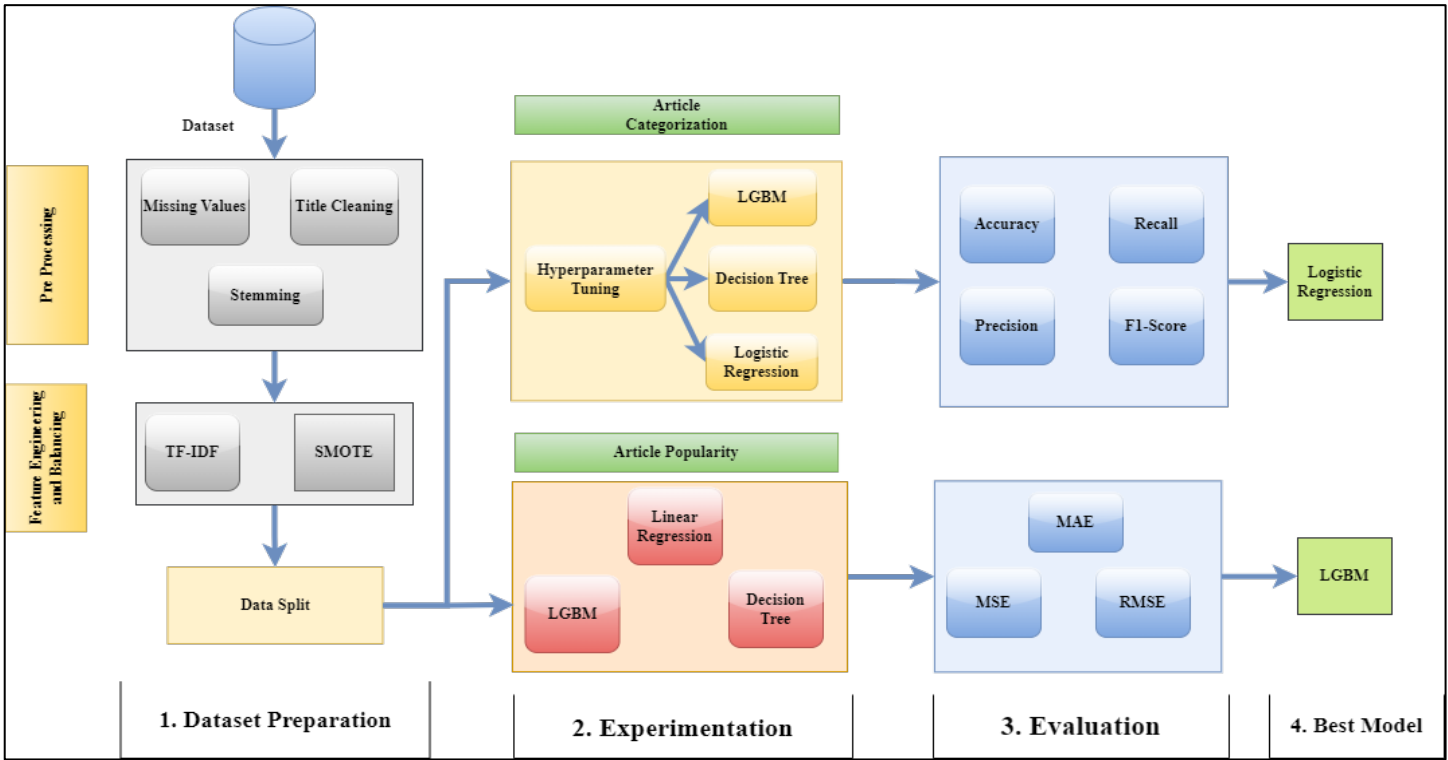 Dataset
Pre Processing
Missing Values
Title Cleaning
Stemming
Feature Engineering
and Balancing
TF-IDF
SMOTE
Data Split
Article
Categorization
Hyperparameter
Tuning
LGBM
Decision Tree
Logistic
Regression
Accuracy
Recall
Precision
F1-Score
Logistic
Regression
Article Popularity
Linear
Regression
LGBM
Decision
Tree
MAE
MSE
RMSE
LGBM
1. Dataset Preparation
2. Experimentation
3. Evaluation
4. Best Model